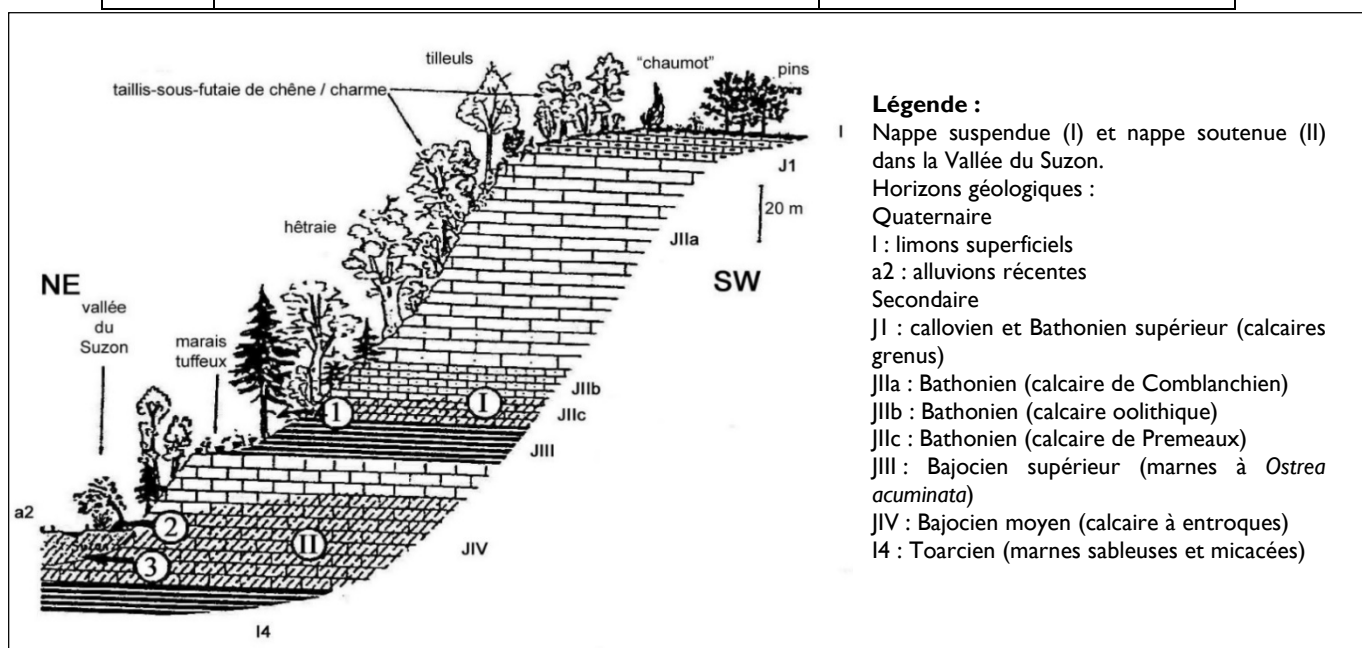 tilleuls
"chaumot"
pins
taillis-sous-futaie de chêne / charme
I
J1
20 m
hêtraie
JIIa
SW
NE
vallée
du
Suzon
marais
tuffeux
JIIb
JIIc
JIII
1
I
a2
2
II
3
JIV
I4
Légende :
Nappe suspendue (I) et nappe soutenue (II)
dans la Vallée du Suzon.
Horizons géologiques :
Quaternaire
I : limons superficiels
a2 : alluvions récentes
Secondaire
J1 : callovien et Bathonien supérieur (calcaires
grenus)
JIIa : Bathonien (calcaire de Comblanchien)
JIIb : Bathonien (calcaire oolithique)
JIIc : Bathonien (calcaire de Premeaux)
JIII : Bajocien supérieur (marnes à Ostrea
acuminata)
JIV : Bajocien moyen (calcaire à entroques)
I4 : Toarcien (marnes sableuses et micacées)